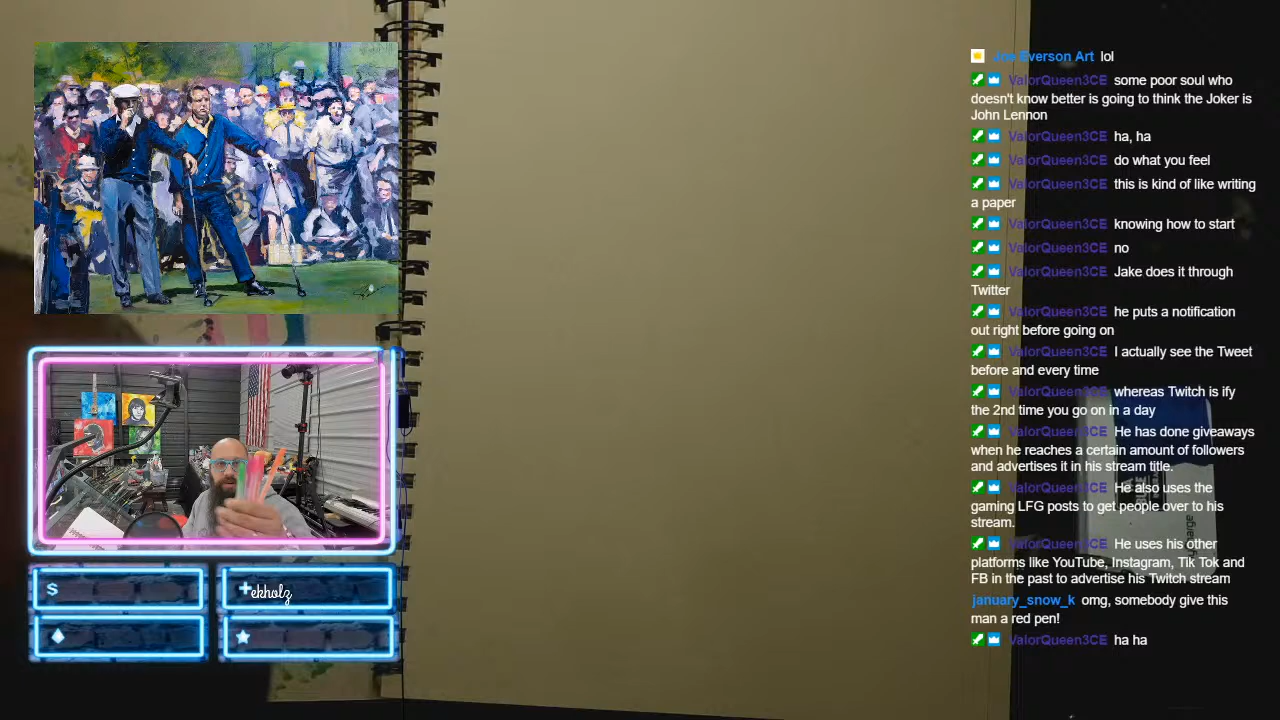 Joe Everson Art lol
ValorQueen3CE some poor soul who
doesn't know better is going to think the Joker is
John Lennon
ValorQueen3CE ha, ha
ValorQueen3CE do what you feel
ValorQueen3CE this is kind of like writing
a paper
ValorQueen3CE knowing how to start
ValorQueen3CE no
ValorQueen3CE Jake does it through
Twitter
ValorQueen3CE he puts a notification
out right before going on
ValorQueen3CE I actually see the Tweet
before and every time
ValorQueen3CE whereas Twitch is ify
the 2nd time you go on in a day
ValorQueen3CE He has done giveaways
when he reaches a certain amount of followers
and advertises it in his stream title.
ValorQueen3CE He also uses the
gaming LFG posts to get people over to his
stream.
ValorQueen3CE He uses his other
platforms like YouTube, Instagram, Tik Tok and
FB in the past to advertise his Twitch stream
january_snow_k omg, somebody give this
man a red pen!
ValorQueen3CE ha ha
$
+ekholz